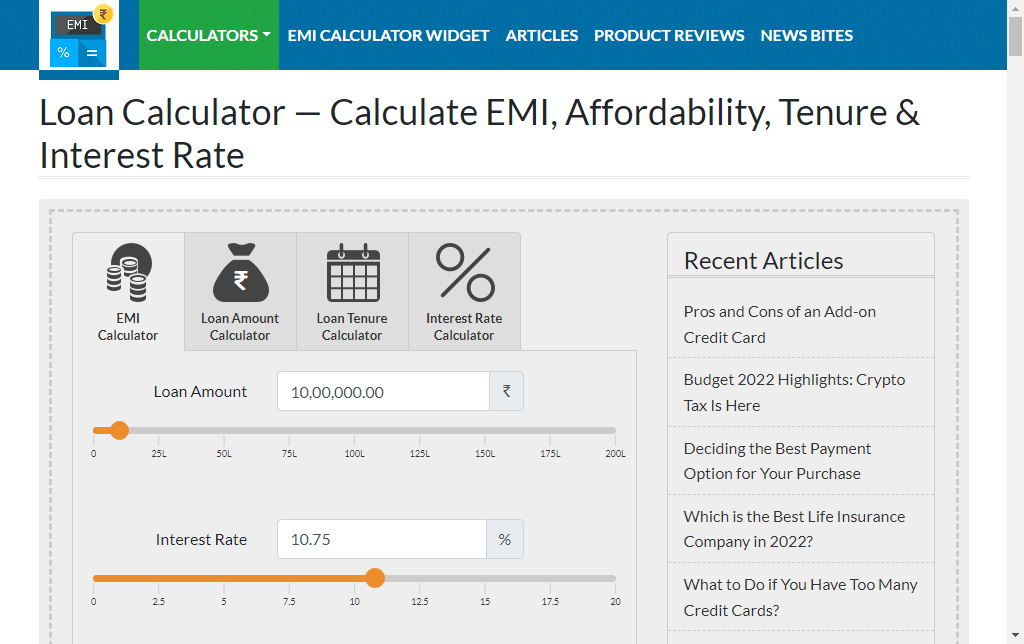 EMI ₹
% =
CALCULATORS EMI CALCULATOR WIDGET ARTICLES PRODUCT REVIEWS NEWS BITES
Loan Calculator — Calculate EMI, Affordability, Tenure &
Interest Rate
EMI
Calculator
₹
Loan Amount
Calculator
Loan Tenure
Calculator
Interest Rate
Calculator
Loan Amount 10,00,000.00 ₹
0 25L 50L 75L 100L 125L 150L 175L 200L
Interest Rate 10.75 %
0 2.5 5 7.5 10 12.5 15 17.5 20
Recent Articles
Pros and Cons of an Add-on
Credit Card
Budget 2022 Highlights: Crypto
Tax Is Here
Deciding the Best Payment
Option for Your Purchase
Which is the Best Life Insurance
Company in 2022?
What to Do if You Have Too Many
Credit Cards?